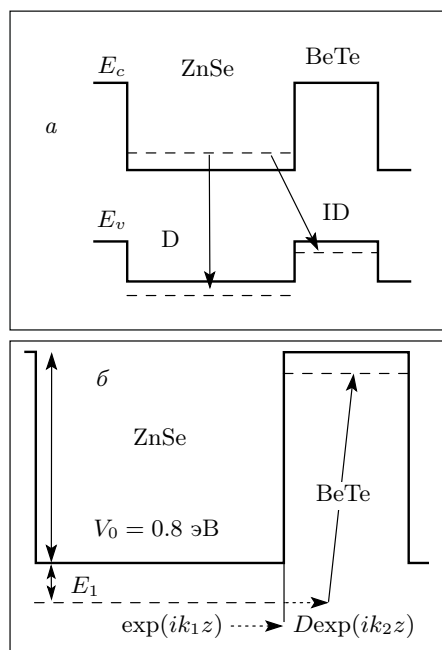 E_c
ZnSe
BeTe
а
E_v
D
ID
б
ZnSe
BeTe
V_0 = 0.8 эВ
E_1
exp(ik_1z)
Dexp(ik_2z)